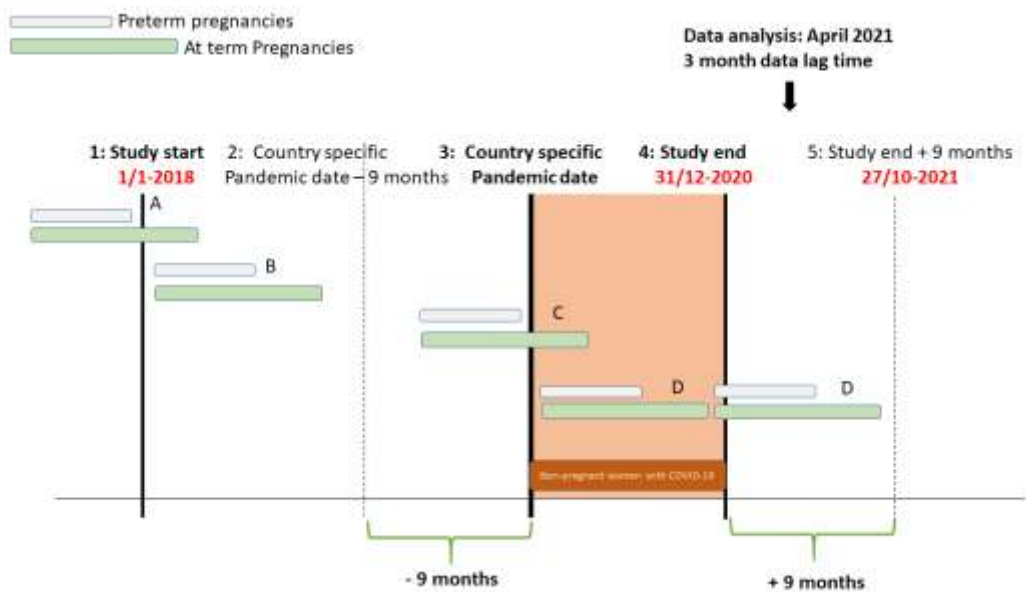 Preterm pregnancies
At term Pregnancies
Data analysis: April 2021
3 month data lag time
1: Study start
1/1-2018
2: Country specific
Pandemic date – 9 months
3: Country specific
Pandemic date
4: Study end
31/12-2020
5: Study end + 9 months
27/10-2021
A
B
C
D
D
Non-pregnant women with COVID-19
- 9 months
+ 9 months